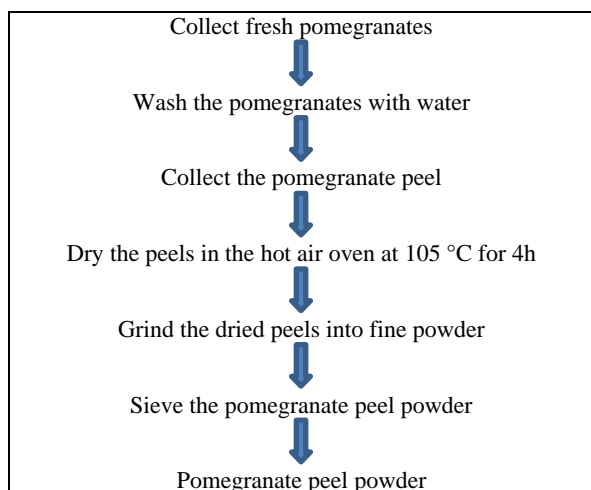 Collect fresh pomegranates
Wash the pomegranates with water
Collect the pomegranate peel
Dry the peels in the hot air oven at 105 °C for 4h
Grind the dried peels into fine powder
Sieve the pomegranate peel powder
Pomegranate peel powder